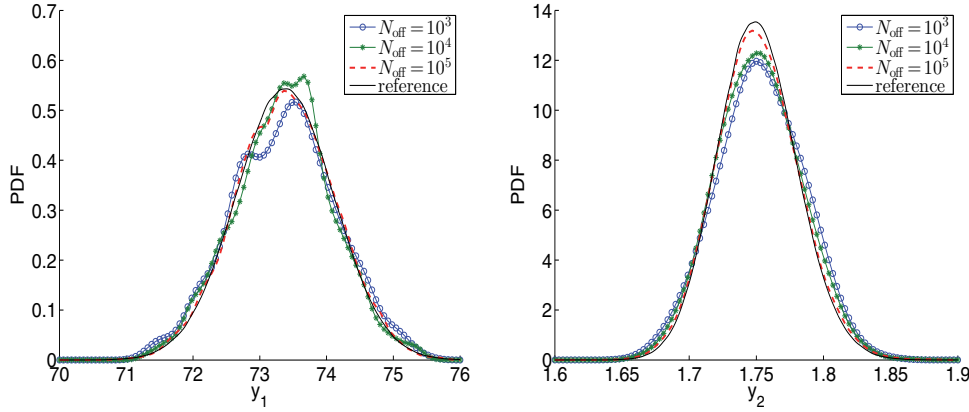 0.7
0.6
0.5
0.4
0.3
0.2
0.1
0
PDF
70
71
72
73
74
75
76
y_1
N_off = 10^3
N_off = 10^4
N_off = 10^5
reference
14
12
10
8
6
4
2
0
PDF
1.6
1.65
1.7
1.75
1.8
1.85
1.9
y_2
N_off = 10^3
N_off = 10^4
N_off = 10^5
reference